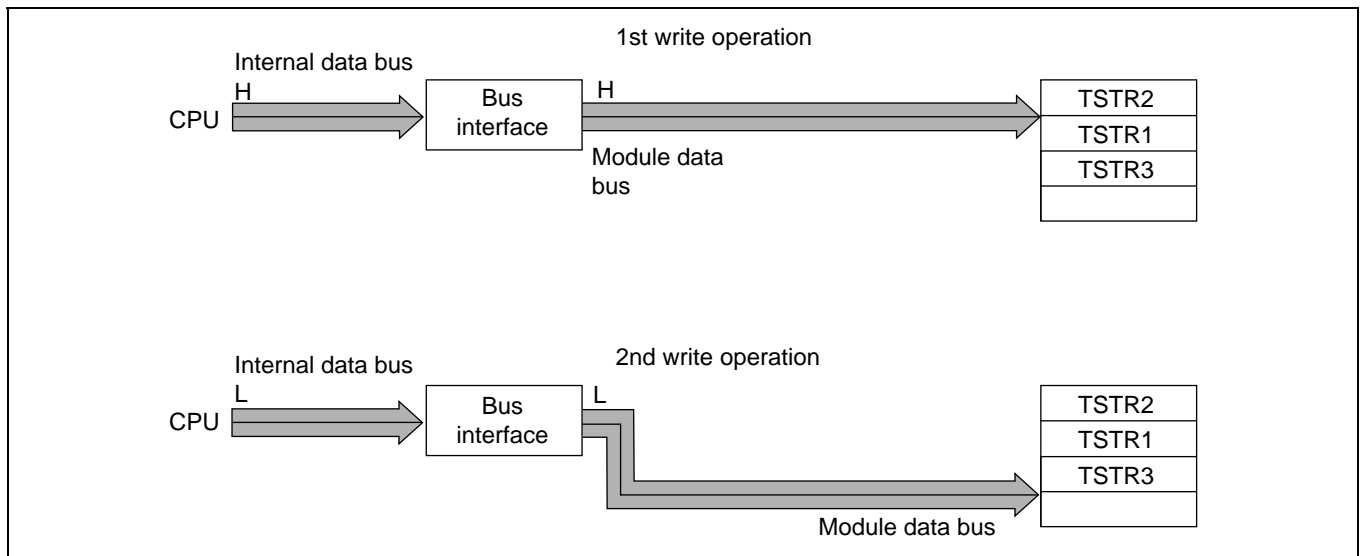 1st write operation
Internal data bus
H
CPU
Bus
interface
H
Module data
bus
TSTR2
TSTR1
TSTR3
2nd write operation
Internal data bus
L
CPU
Bus
interface
L
Module data bus
TSTR2
TSTR1
TSTR3